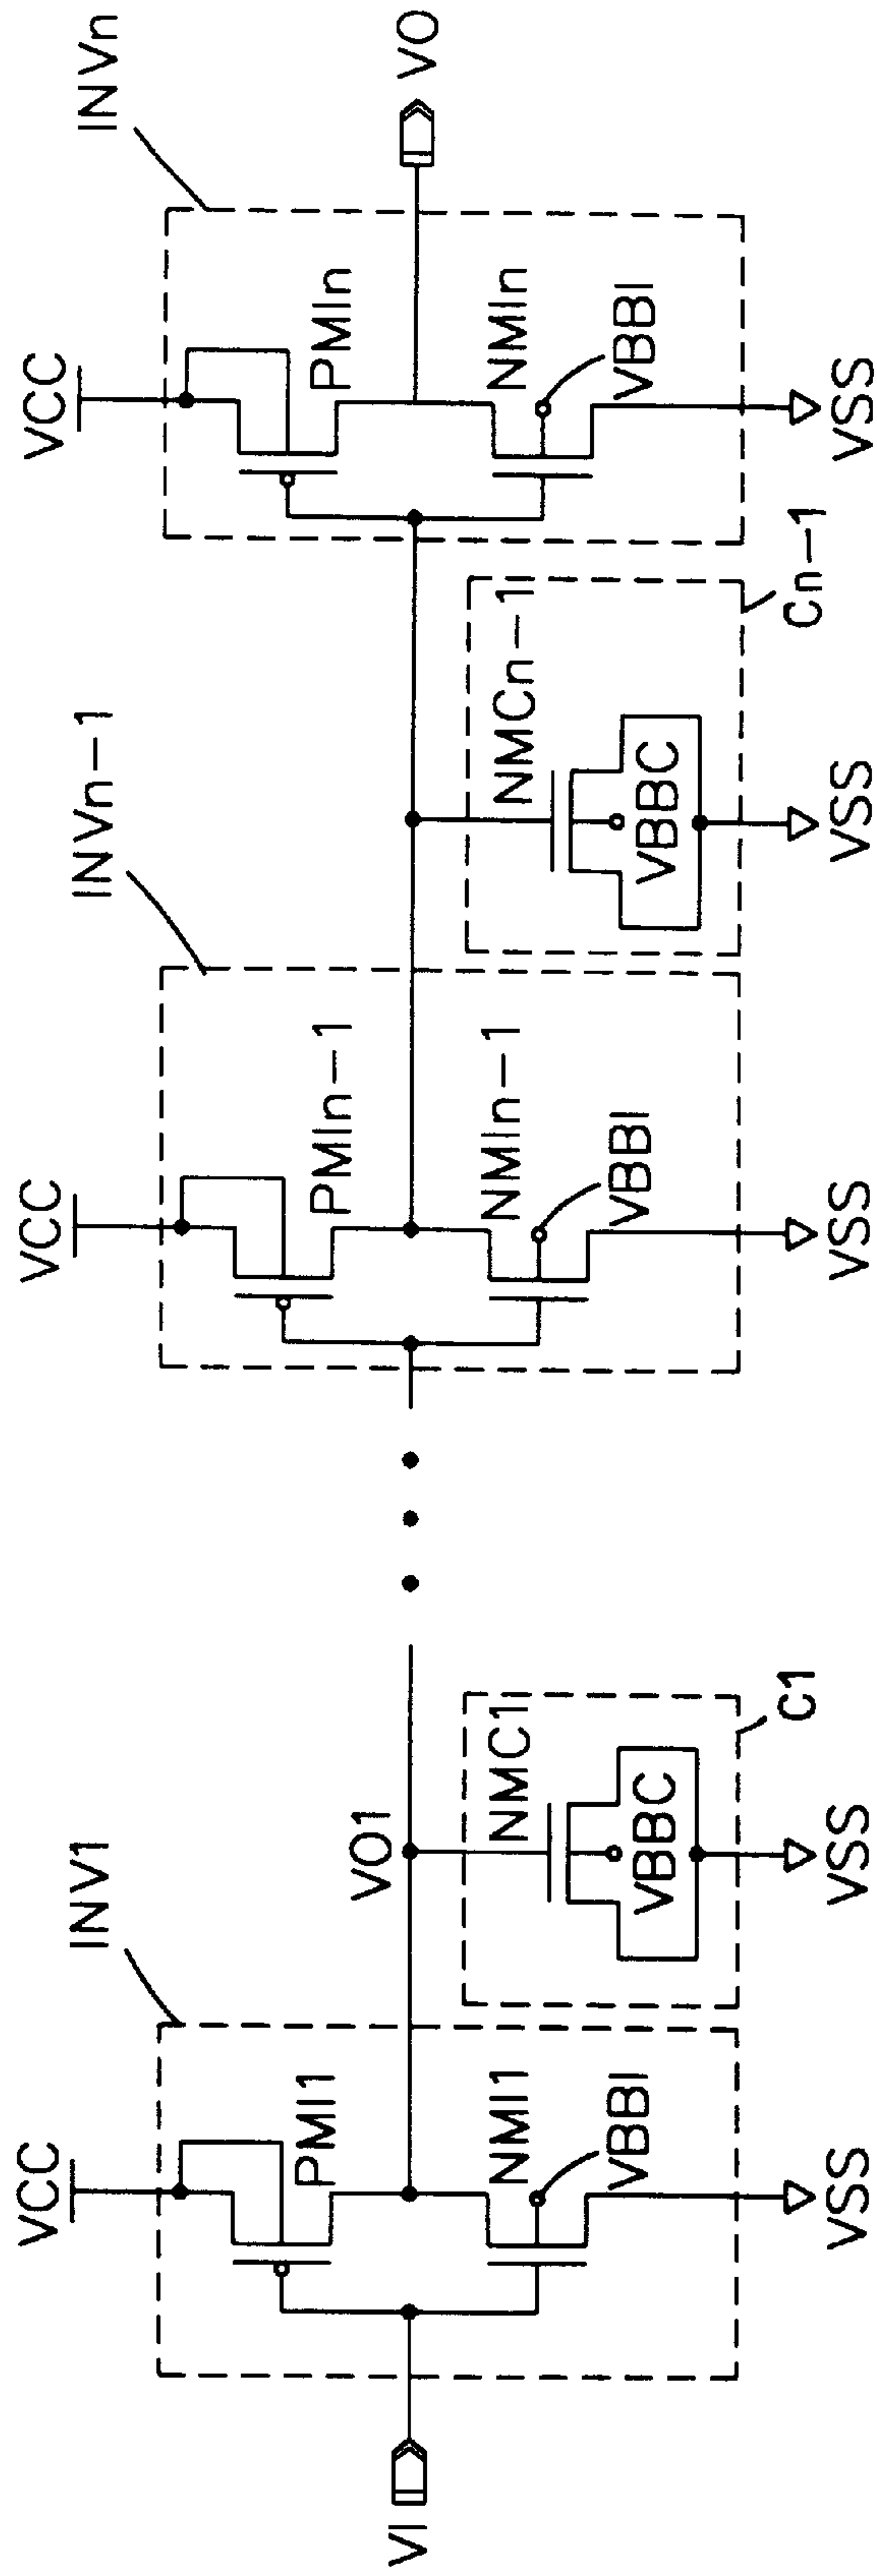 INV1
INVn-1
INVn
VCC
VCC
VCC
PMI1
PMIn-1
PMIn
VI
VO1
VO
NMI1
NMC1
NMIn-1
NMCn-1
NMIn
VBBI
VBBC
VBBI
VBBC
VBBI
C1
Cn-1
VSS
VSS
VSS
VSS
VSS